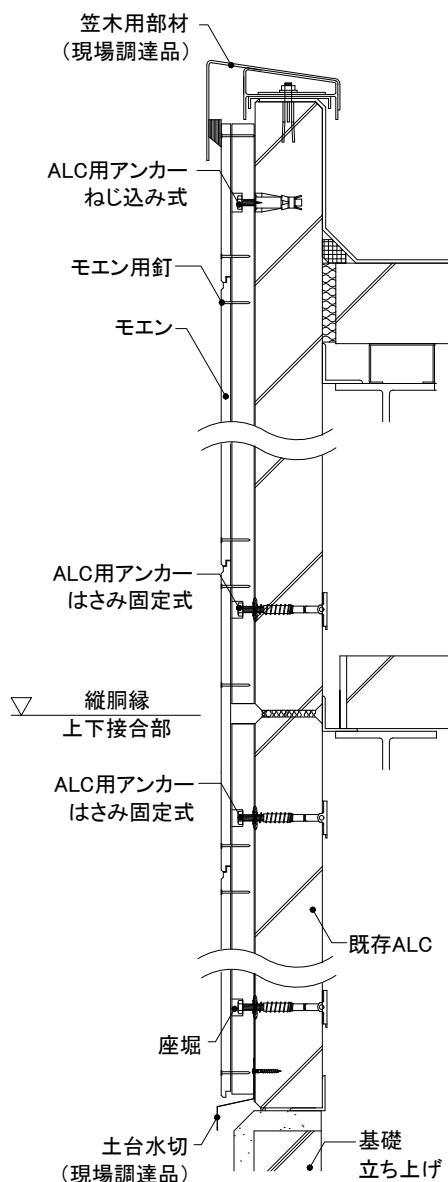 笠木用部材
（現場調達品）
ALC用アンカー
ねじ込み式
モエン用釘
モエン
ALC用アンカー
はさみ固定式
縦胴縁
上下接合部
ALC用アンカー
はさみ固定式
既存ALC
座堀
土台水切
（現場調達品）
基礎
立ち上げ